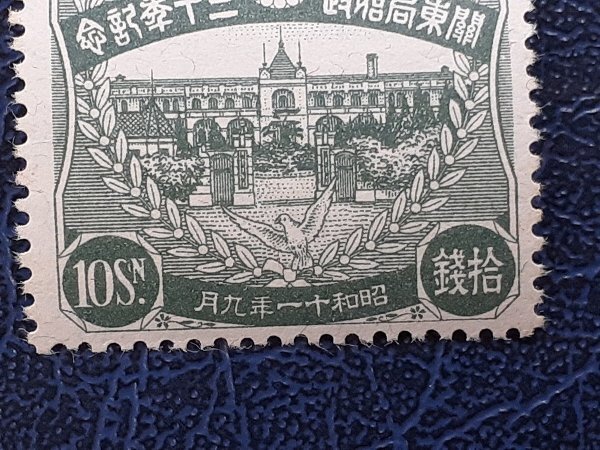 關東局始政三十秊記念
10SN.
拾錢
昭和十一年九月